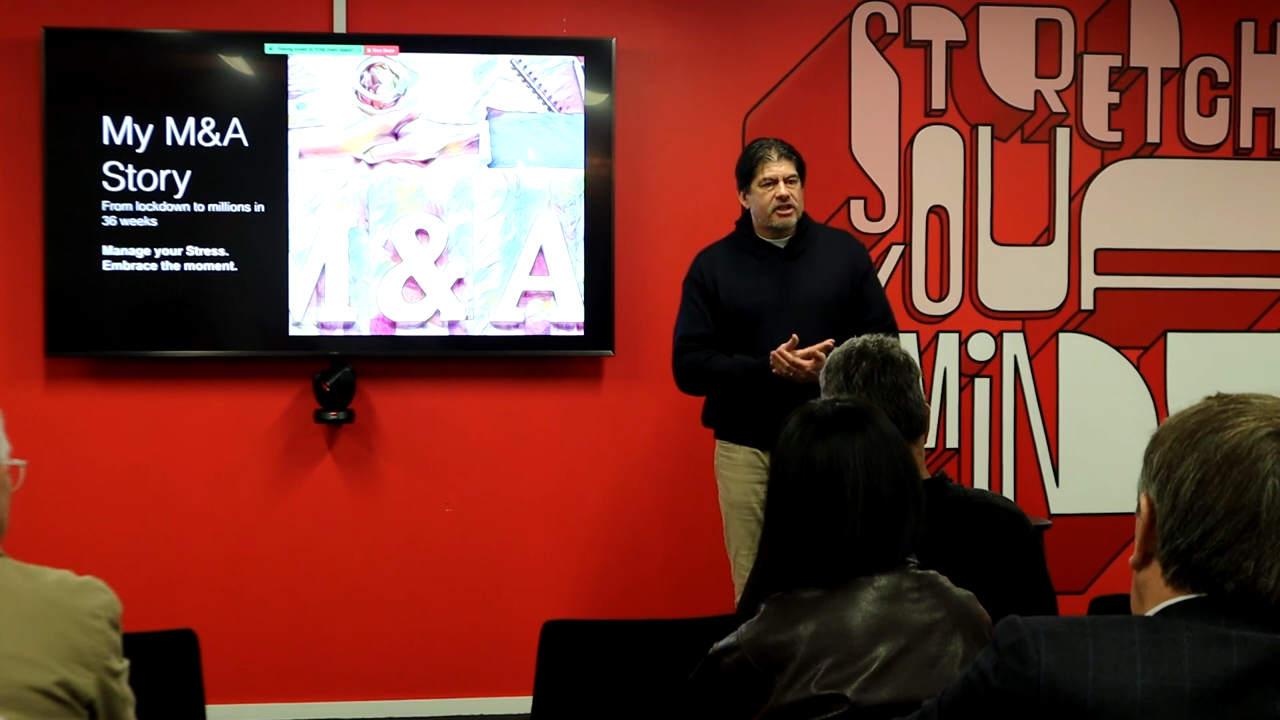 My M&A
Story
From lockdown to millions in
36 weeks
Manage your Stress.
Embrace the moment.
M&A
STRETCH
YOUR
MIND